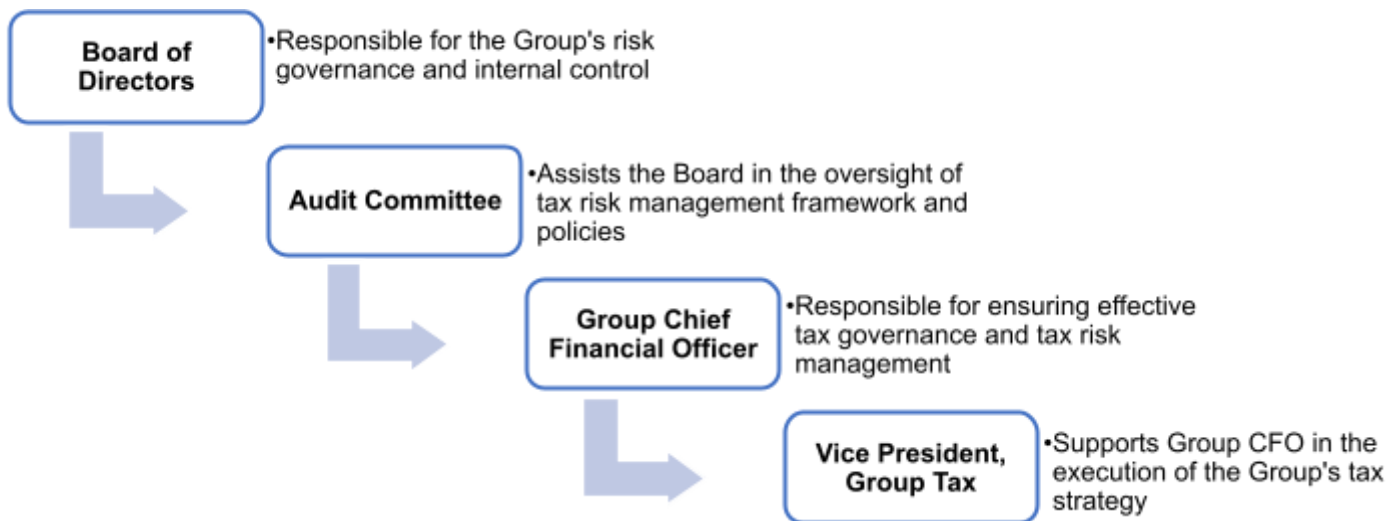 Board of
Directors
•Responsible for the Group's risk
governance and internal control
Audit Committee
•Assists the Board in the oversight of
tax risk management framework and
policies
Group Chief
Financial Officer
•Responsible for ensuring effective
tax governance and tax risk
management
Vice President,
Group Tax
•Supports Group CFO in the
execution of the Group's tax
strategy